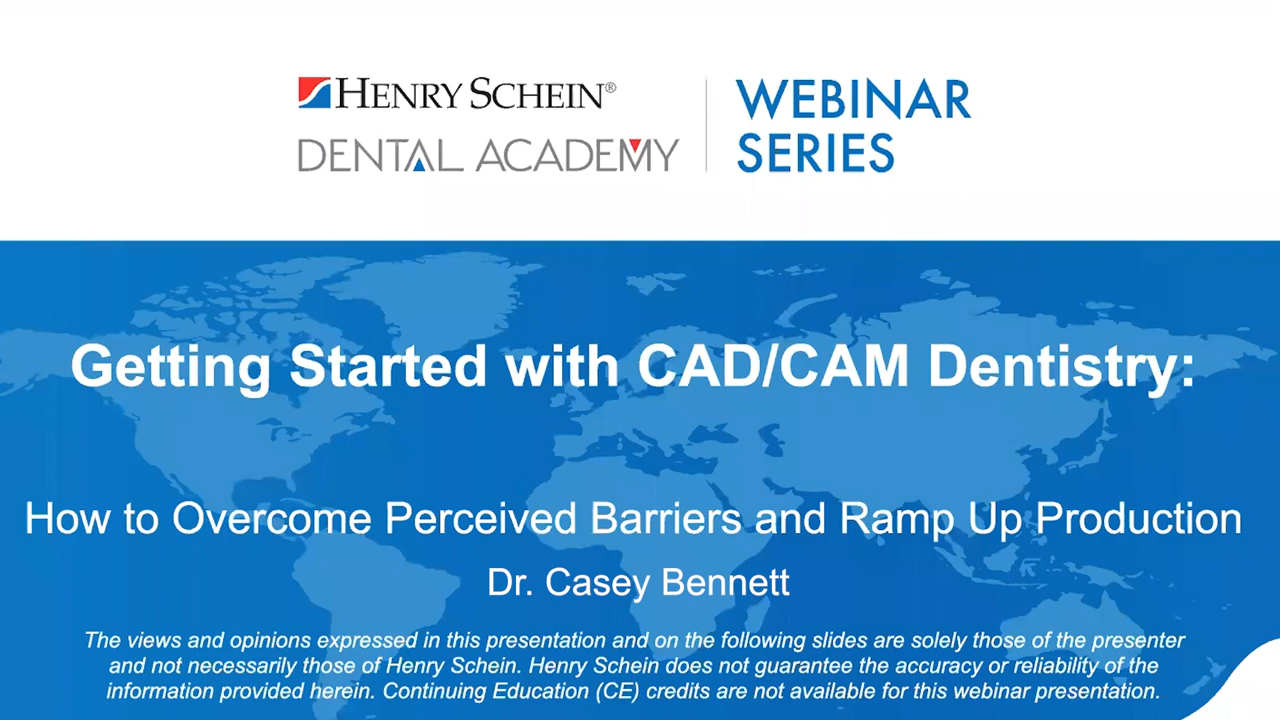 HENRY SCHEIN®
DENTAL ACADEMY
WEBINAR
SERIES
Getting Started with CAD/CAM Dentistry:
How to Overcome Perceived Barriers and Ramp Up Production
Dr. Casey Bennett
The views and opinions expressed in this presentation and on the following slides are solely those of the presenter
and not necessarily those of Henry Schein. Henry Schein does not guarantee the accuracy or reliability of the
information provided herein. Continuing Education (CE) credits are not available for this webinar presentation.